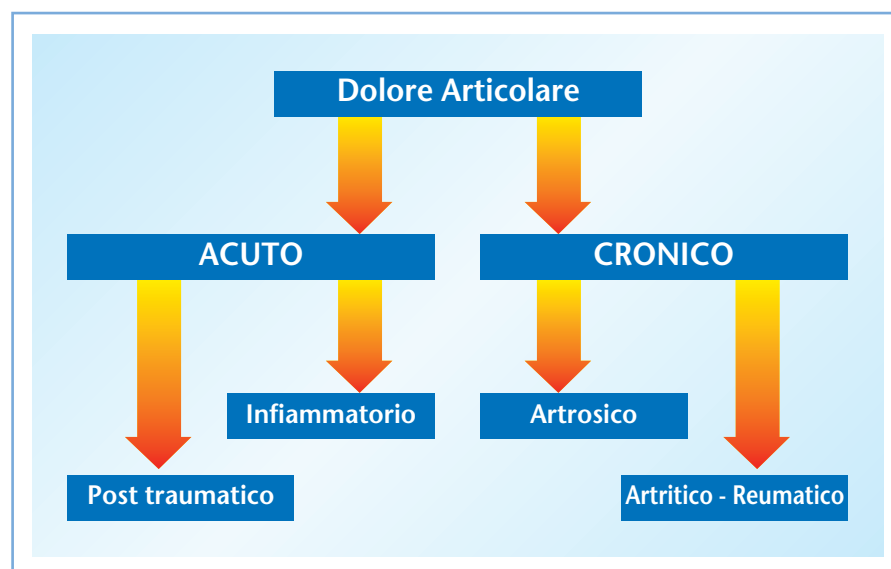 Dolore Articolare
ACUTO
CRONICO
Infiammatorio
Artrosico
Post traumatico
Artritico - Reumatico